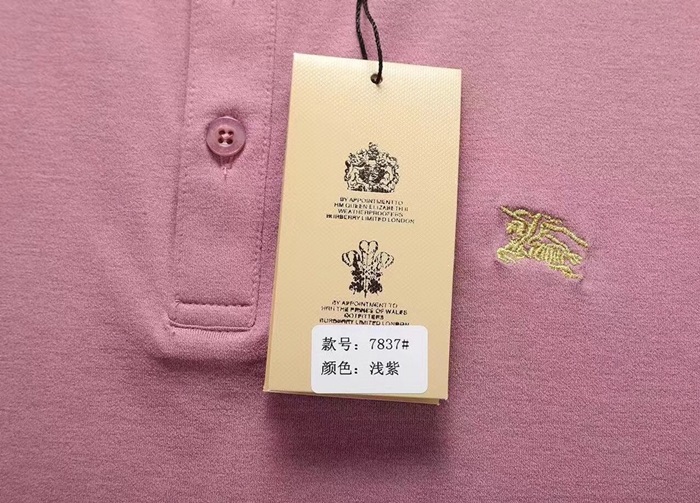 BY APPOINTMENT TO
HM QUEEN ELIZABETH II
WEATHERPROOFERS
BURBERRY LIMITED LONDON
BY APPOINTMENT TO
HRH THE PRINCE OF WALES
OUTFITTERS
BURBERRY LIMITED LONDON
款号：7837#
颜色：浅紫